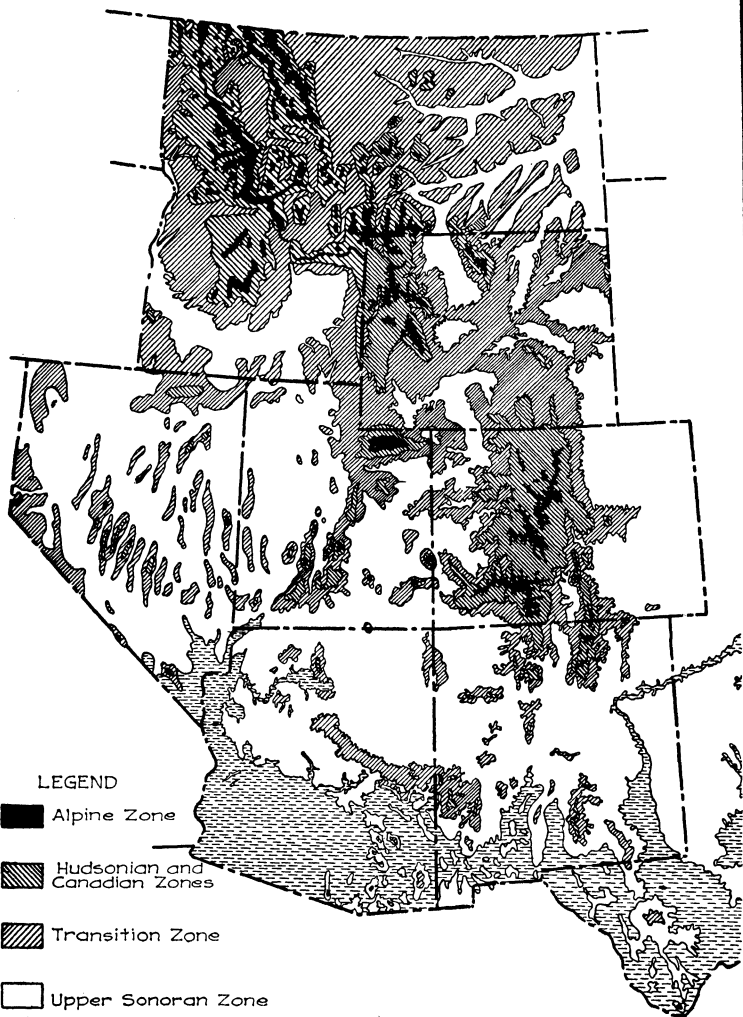 LEGEND
Alpine Zone
Hudsonian and
Canadian Zones
Transition Zone
Upper Sonoran Zone